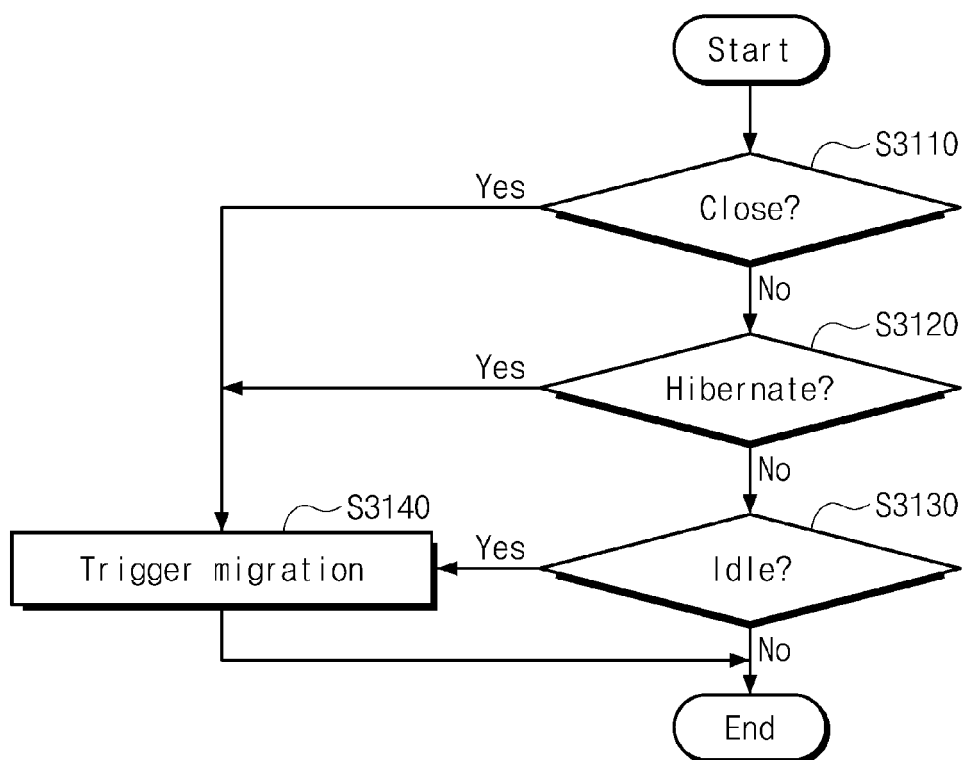 Start
S3110
Yes
Close?
No
S3120
Yes
Hibernate?
No
S3140
S3130
Trigger migration
Yes
Idle?
No
End